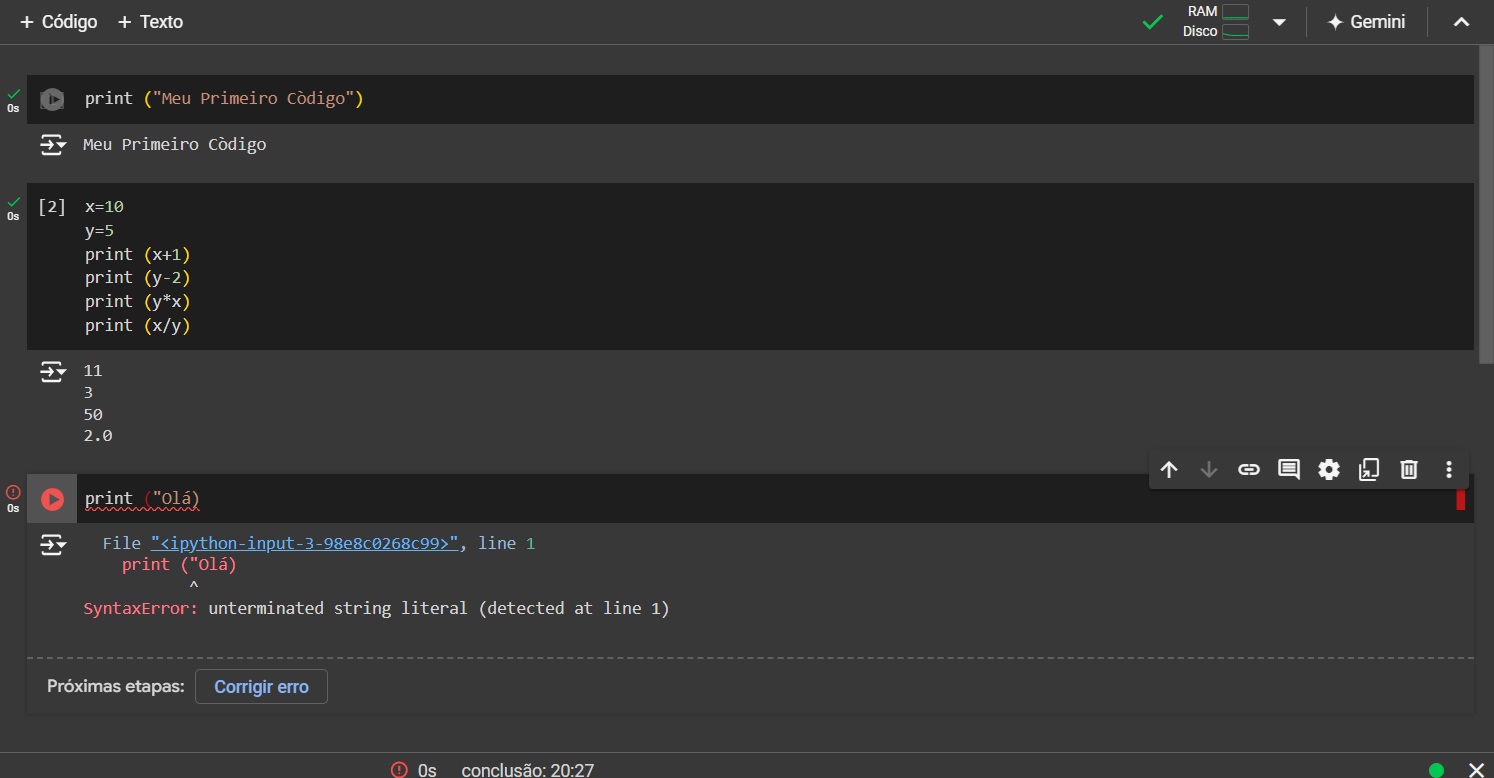 + Código + Texto
RAM
Disco
Gemini
0s
print ("Meu Primeiro Còdigo")
Meu Primeiro Còdigo
0s
[2]
x=10
y=5
print (x+1)
print (y-2)
print (y*x)
print (x/y)
11
3
50
2.0
0s
print ("Olá)
File "<ipython-input-3-98e8c0268c99>", line 1
print ("Olá)
^
SyntaxError: unterminated string literal (detected at line 1)
Próximas etapas: Corrigir erro
0s conclusão: 20:27